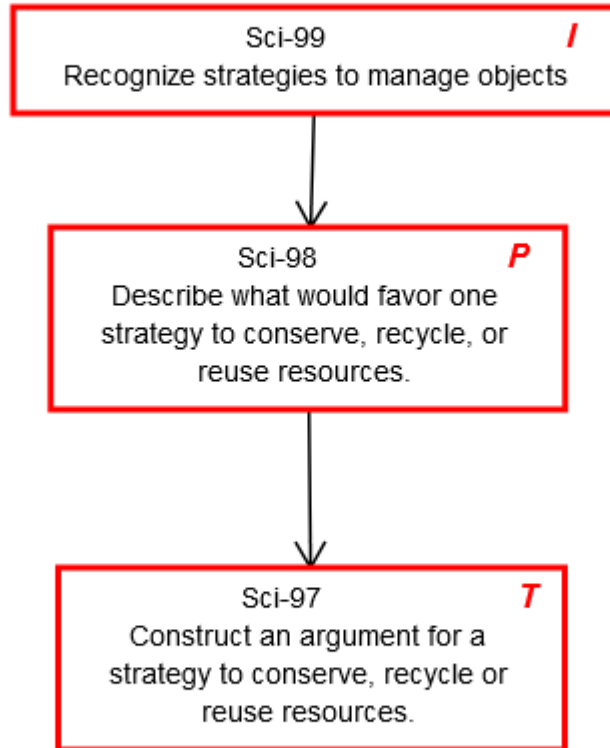 Sci-99 I
Recognize strategies to manage objects
Sci-98 P
Describe what would favor one
strategy to conserve, recycle, or
reuse resources.
Sci-97 T
Construct an argument for a
strategy to conserve, recycle or
reuse resources.